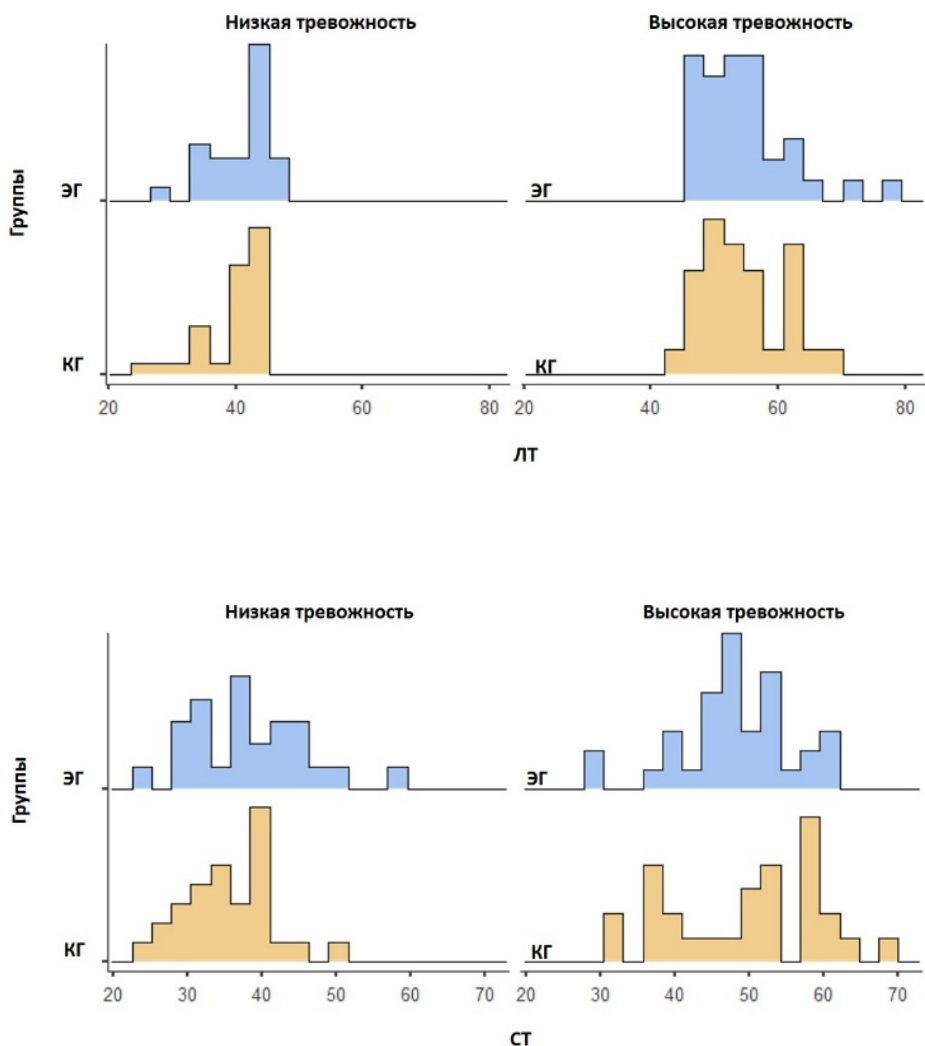 Низкая тревожность
Высокая тревожность
Группы
ЭГ
ЭГ
КГ
КГ
20 40 60 80
20 40 60 80
ЛТ
Низкая тревожность
Высокая тревожность
Группы
ЭГ
ЭГ
КГ
КГ
20 30 40 50 60 70
20 30 40 50 60 70
СТ